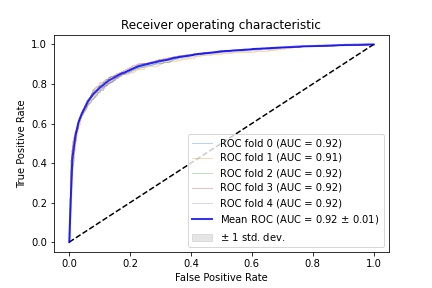 Receiver operating characteristic
True Positive Rate
1.0
0.8
0.6
0.4
0.2
0.0
ROC fold 0 (AUC = 0.92)
ROC fold 1 (AUC = 0.91)
ROC fold 2 (AUC = 0.92)
ROC fold 3 (AUC = 0.92)
ROC fold 4 (AUC = 0.92)
Mean ROC (AUC = 0.92 ± 0.01)
± 1 std. dev.
0.0 0.2 0.4 0.6 0.8 1.0
False Positive Rate